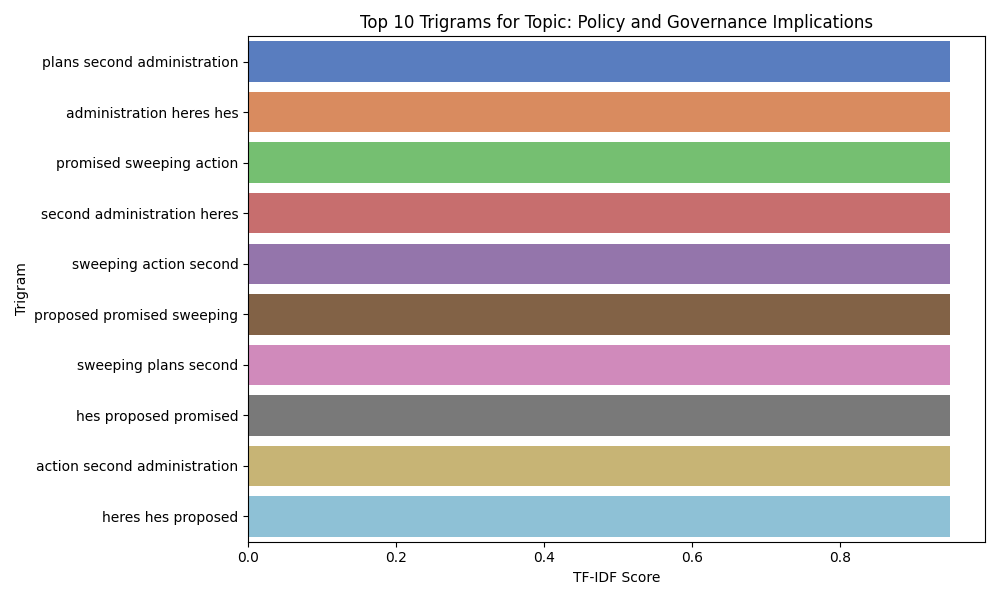 Top 10 Trigrams for Topic: Policy and Governance Implications
Trigram
plans second administration
administration heres hes
promised sweeping action
second administration heres
sweeping action second
proposed promised sweeping
sweeping plans second
hes proposed promised
action second administration
heres hes proposed
0.0 0.2 0.4 0.6 0.8
TF-IDF Score